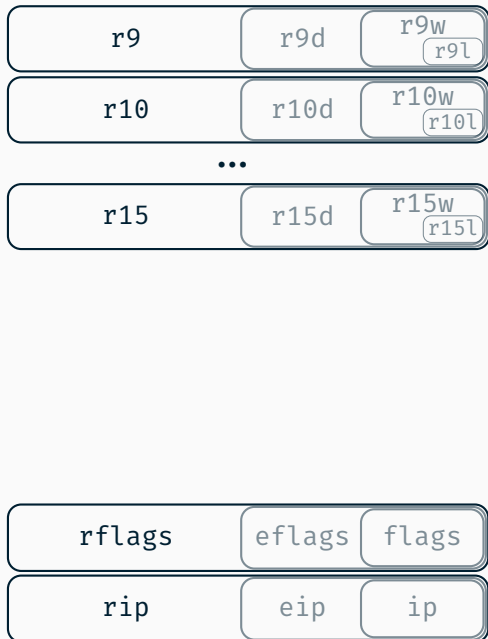 r9 r9d r9w
r9l
r10 r10d r10w
r10l
...
r15 r15d r15w
r15l
rflags eflags flags
rip eip ip